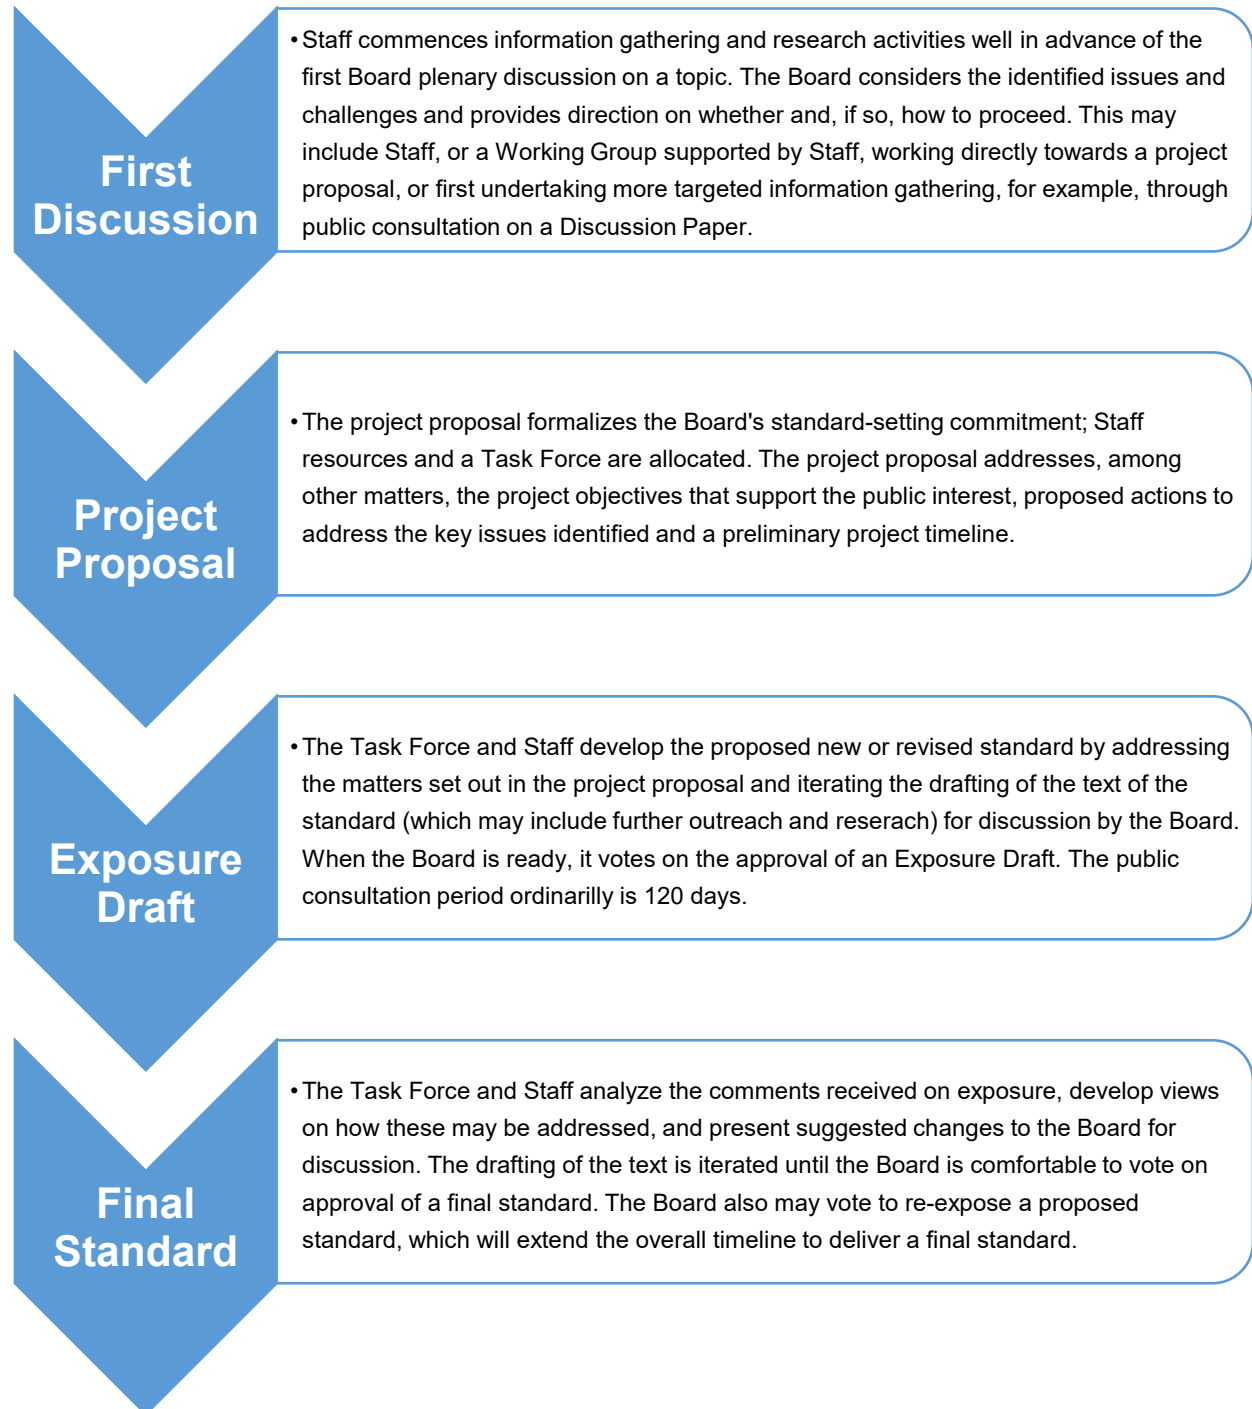 First
Discussion
•Staff commences information gathering and research activities well in advance of the
first Board plenary discussion on a topic. The Board considers the identified issues and
challenges and provides direction on whether and, if so, how to proceed. This may
include Staff, or a Working Group supported by Staff, working directly towards a project
proposal, or first undertaking more targeted information gathering, for example, through
public consultation on a Discussion Paper.
Project
Proposal
•The project proposal formalizes the Board's standard-setting commitment; Staff
resources and a Task Force are allocated. The project proposal addresses, among
other matters, the project objectives that support the public interest, proposed actions to
address the key issues identified and a preliminary project timeline.
Exposure
Draft
•The Task Force and Staff develop the proposed new or revised standard by addressing
the matters set out in the project proposal and iterating the drafting of the text of the
standard (which may include further outreach and reserach) for discussion by the Board.
When the Board is ready, it votes on the approval of an Exposure Draft. The public
consultation period ordinarilly is 120 days.
Final
Standard
•The Task Force and Staff analyze the comments received on exposure, develop views
on how these may be addressed, and present suggested changes to the Board for
discussion. The drafting of the text is iterated until the Board is comfortable to vote on
approval of a final standard. The Board also may vote to re-expose a proposed
standard, which will extend the overall timeline to deliver a final standard.